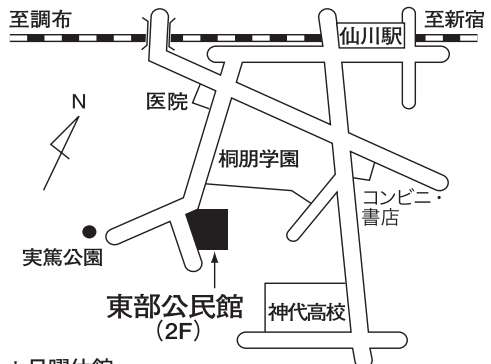 至調布
仙川駅
至新宿
N
医院
桐朋学園
コンビニ・
書店
実篤公園
東部公民館
(2F)
神代高校